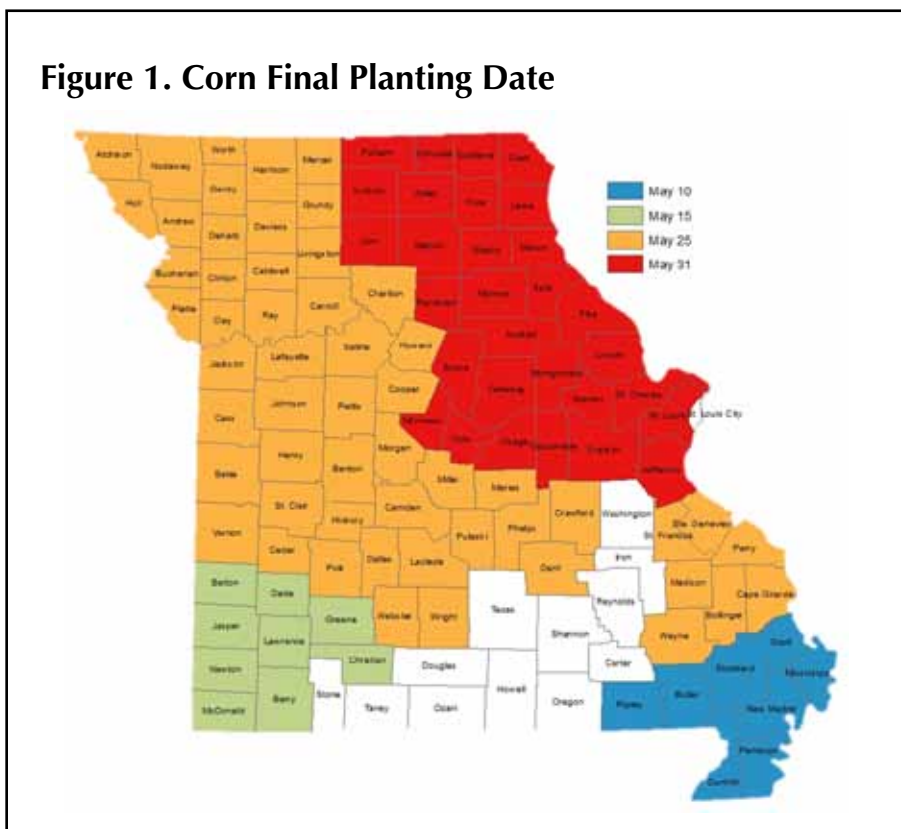 Figure 1. Corn Final Planting Date
May 10
May 15
May 25
May 31
Atchison
Nodaway
Worth
Harrison
Mercer
Putnam
Schuyler
Scotland
Clark
Holt
Gentry
Grundy
Sullivan
Adair
Knox
Lewis
Andrew
DeKalb
Daviess
Livingston
Linn
Macon
Shelby
Marion
Buchanan
Clinton
Caldwell
Chariton
Randolph
Monroe
Ralls
Pike
Platte
Clay
Ray
Carroll
Howard
Audrain
Lincoln
Jackson
Lafayette
Saline
Boone
Callaway
Montgomery
Warren
St. Charles
Cooper
St. Louis
St. Louis City
Cass
Johnson
Pettis
Cole
Osage
Franklin
Jefferson
Morgan
Henry
Benton
Miller
Maries
Bates
St. Clair
Camden
Crawford
Washington
Hickory
Pulaski
Phelps
Ste. Genevieve
St. Francois
Vernon
Cedar
Polk
Dallas
Laclede
Dent
Iron
Perry
Madison
Cape Girardeau
Barton
Dade
Greene
Webster
Wright
Texas
Reynolds
Bollinger
Jasper
Lawrence
Shannon
Wayne
Scott
Christian
Douglas
Carter
Stoddard
Mississippi
Newton
Barry
Stone
Howell
Oregon
Ripley
Butler
New Madrid
McDonald
Taney
Ozark
Pemiscot
Dunklin